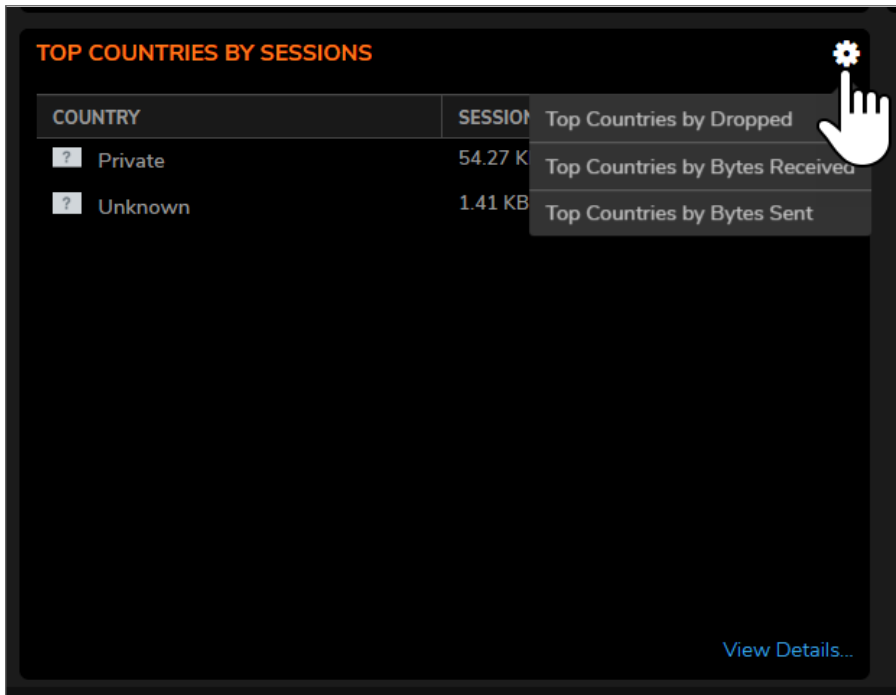 TOP COUNTRIES BY SESSIONS
COUNTRY SESSION
Top Countries by Dropped
? Private 54.27 K
Top Countries by Bytes Received
? Unknown 1.41 KB
Top Countries by Bytes Sent
View Details...